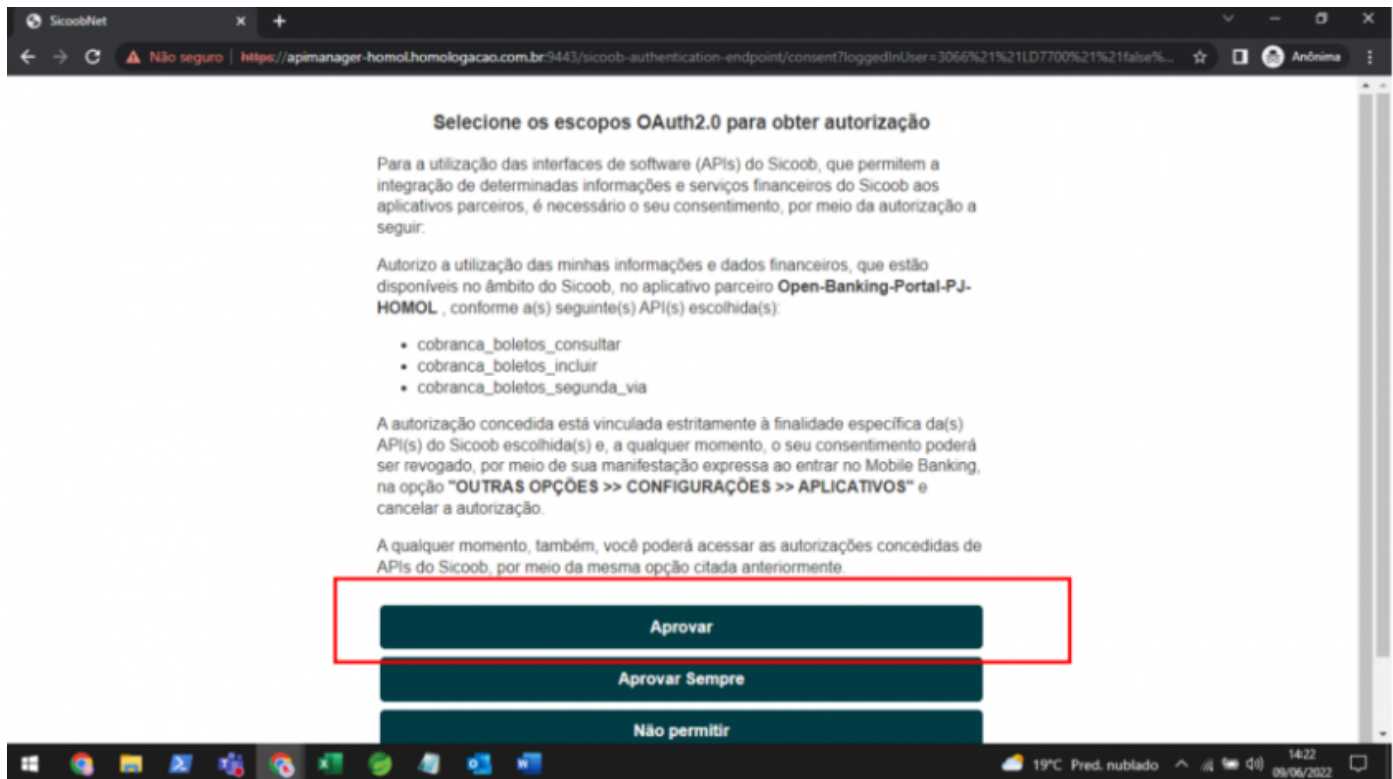 SicoobNet
Não seguro | https://apimanager-homol.homologacao.com.br:9443/sicoob-authentication-endpoint/consent?loggedInUser=3066%21%21LD7700%21%21false%...
Anônima
Selecione os escopos OAuth2.0 para obter autorização
Para a utilização das interfaces de software (APIs) do Sicoob, que permitem a
integração de determinadas informações e serviços financeiros do Sicoob aos
aplicativos parceiros, é necessário o seu consentimento, por meio da autorização a
seguir:
Autorizo a utilização das minhas informações e dados financeiros, que estão
disponíveis no âmbito do Sicoob, no aplicativo parceiro Open-Banking-Portal-PJ-
HOMOL , conforme a(s) seguinte(s) API(s) escolhida(s):
• cobranca_boletos_consultar
• cobranca_boletos_incluir
• cobranca_boletos_segunda_via
A autorização concedida está vinculada estritamente à finalidade específica da(s)
API(s) do Sicoob escolhida(s) e, a qualquer momento, o seu consentimento poderá
ser revogado, por meio de sua manifestação expressa ao entrar no Mobile Banking,
na opção "OUTRAS OPÇÕES >> CONFIGURAÇÕES >> APLICATIVOS" e
cancelar a autorização.
A qualquer momento, também, você poderá acessar as autorizações concedidas de
APIs do Sicoob, por meio da mesma opção citada anteriormente.
Aprovar
Aprovar Sempre
Não permitir
19°C Pred. nublado
14:22
09/06/2022